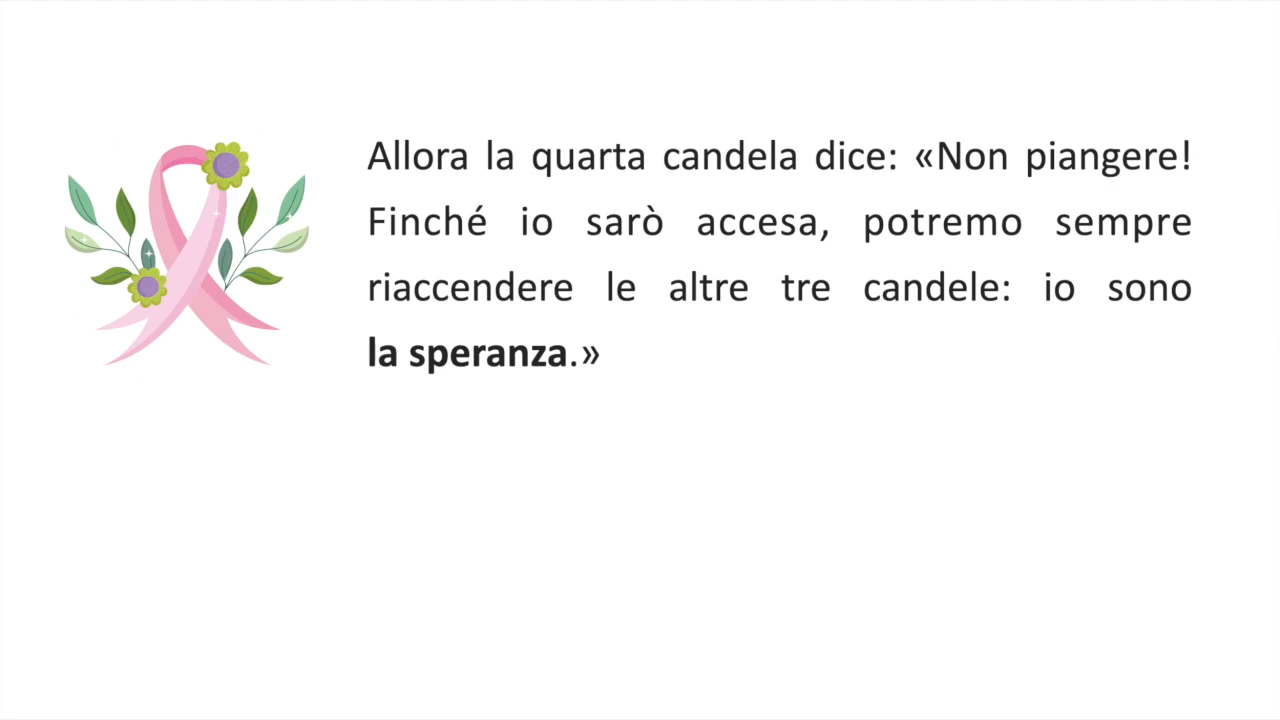 Allora la quarta candela dice: «Non piangere!
Finché io sarò accesa, potremo sempre
riaccendere le altre tre candele: io sono
la speranza.»